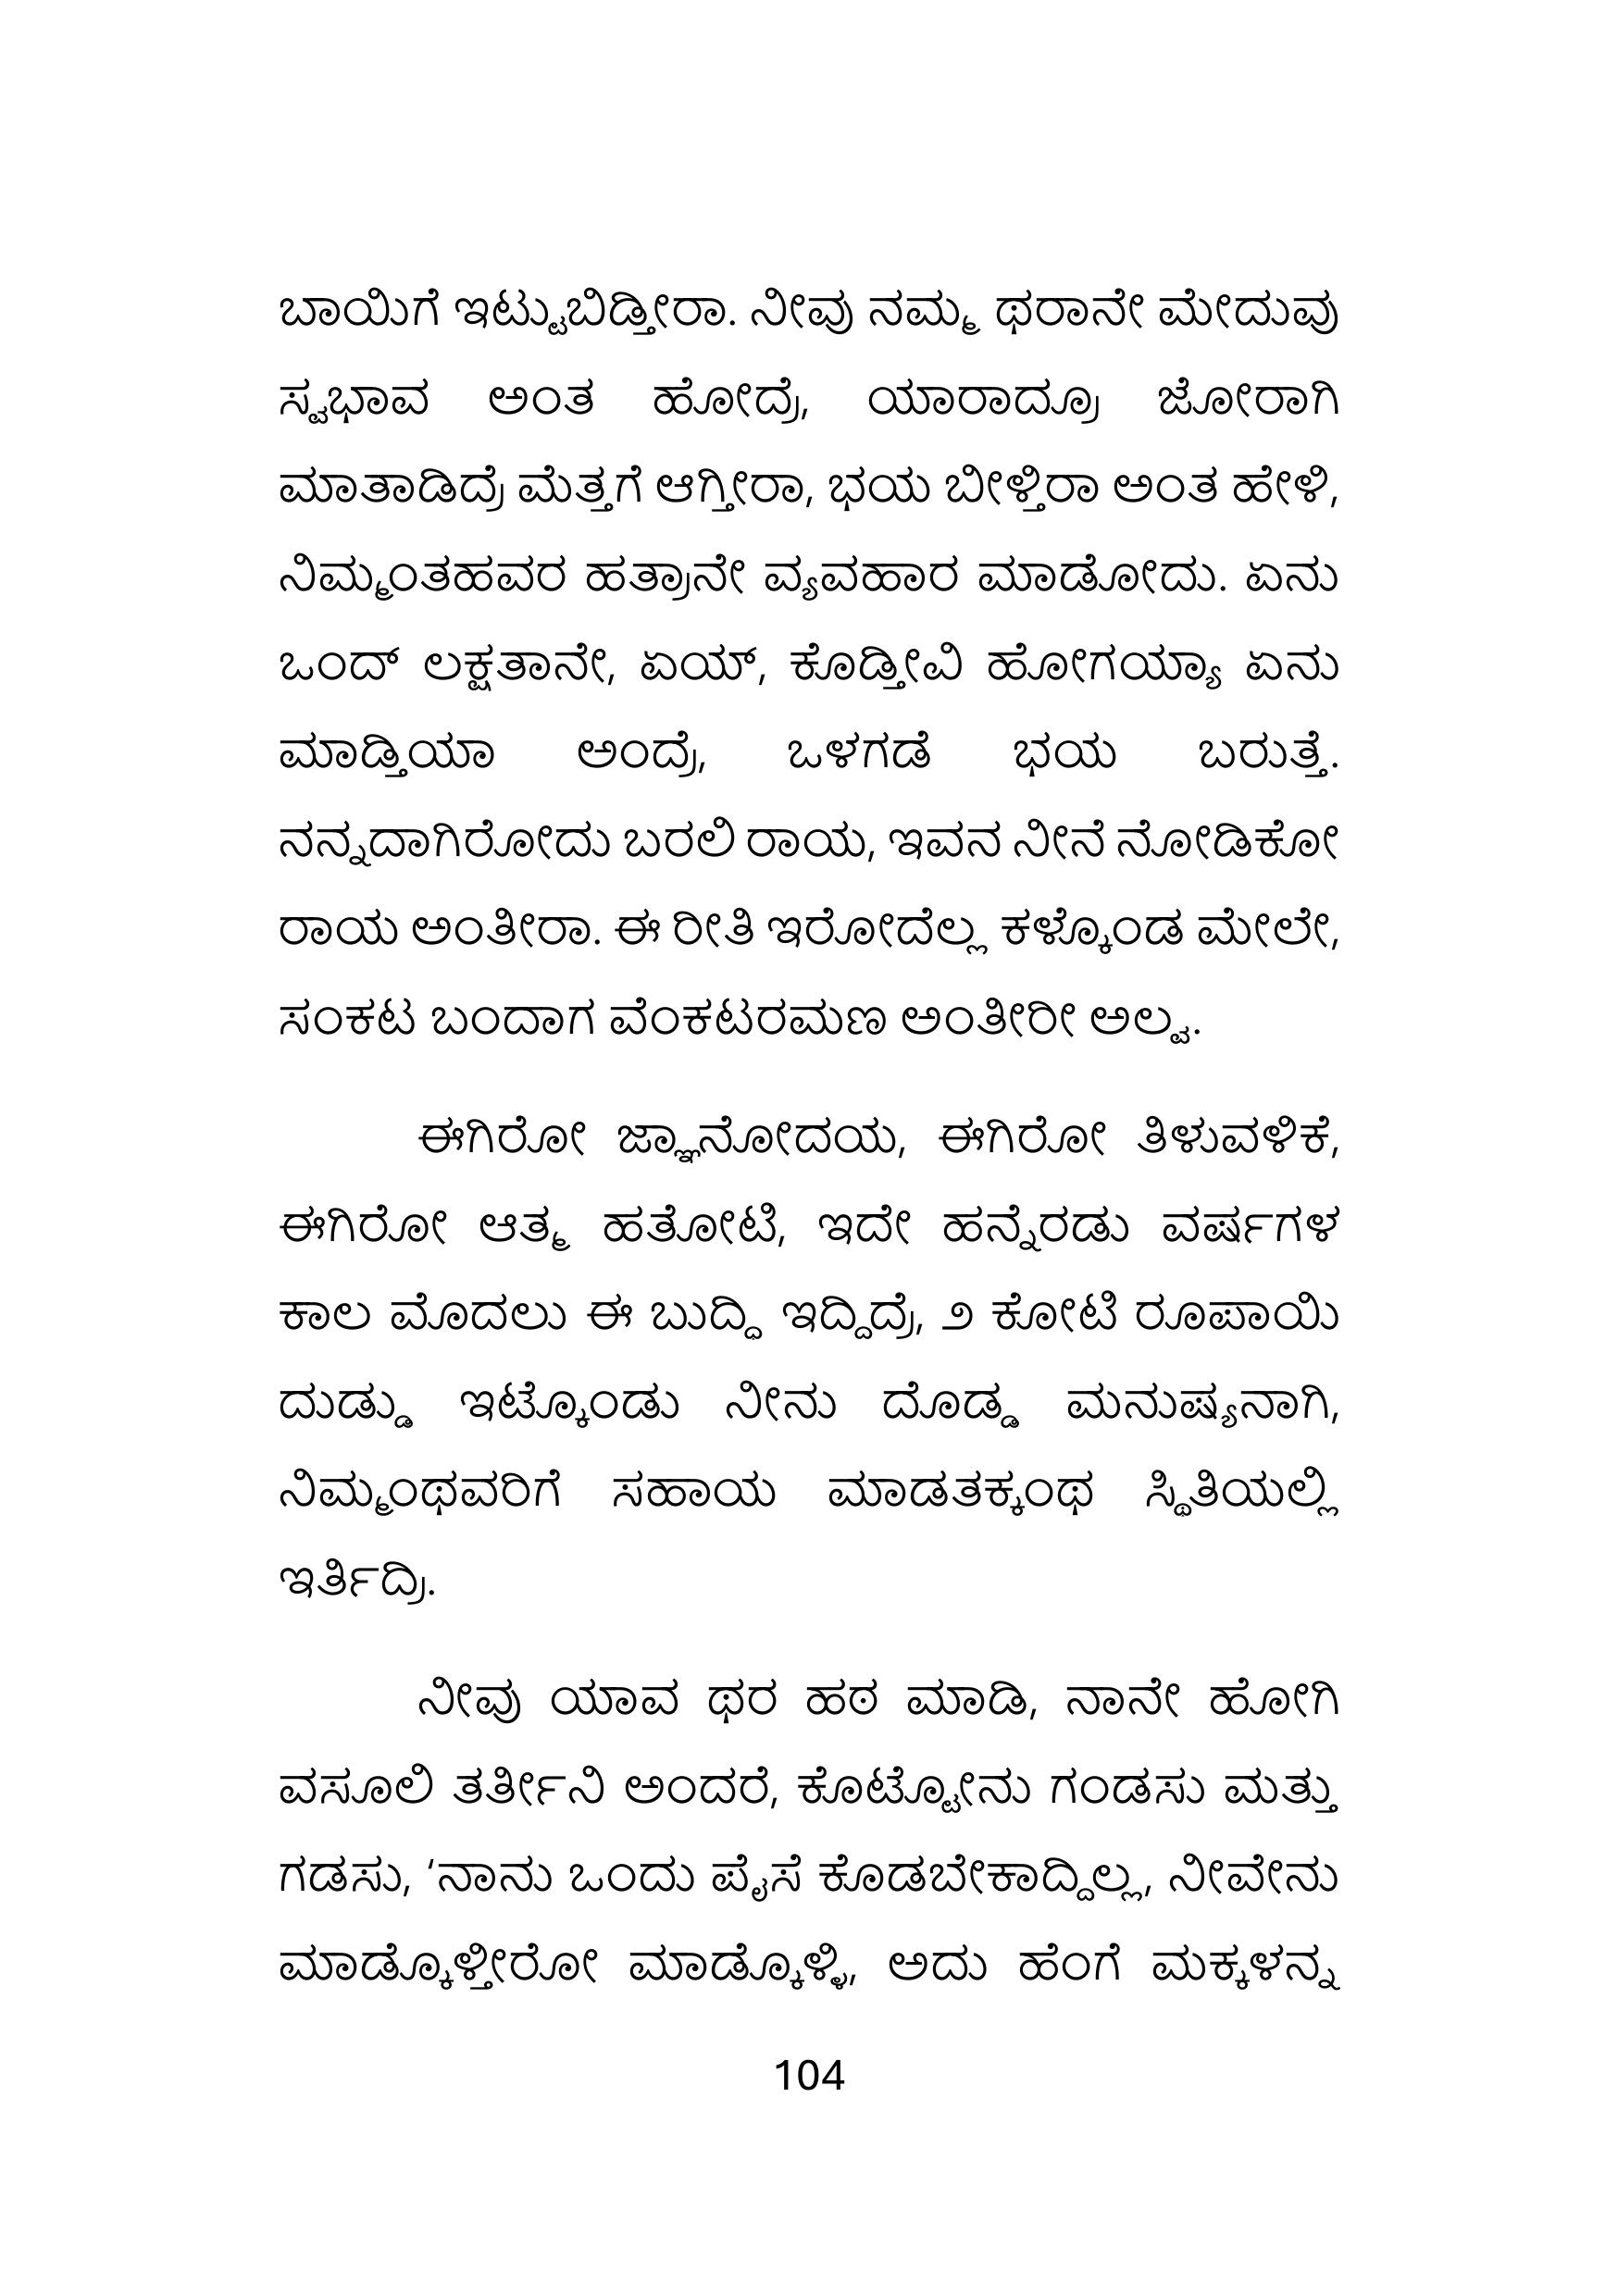 ಬಾಯಿಗೆ ಇಟ್ಟುಬಿಡ್ತೀರಾ. ನೀವು ನಮ್ಮ ಥರಾನೇ ಮೇದುವು
ಸ್ವಭಾವ ಅಂತ ಹೋದ್ರೆ, ಯಾರಾದ್ರೂ ಜೋರಾಗಿ
ಮಾತಾಡಿದ್ರೆ ಮೆತ್ತಗೆ ಆಗ್ತೀರಾ, ಭಯ ಬೀಳ್ತಿರಾ ಅಂತ ಹೇಳಿ,
ನಿಮ್ಮಂತಹವರ ಹತ್ರಾನೇ ವ್ಯವಹಾರ ಮಾಡೋದು. ಏನು
ಒಂದ್ ಲಕ್ಷತಾನೇ, ಏಯ್, ಕೊಡ್ತೀವಿ ಹೋಗಯ್ಯಾ ಏನು
ಮಾಡ್ತಿಯಾ ಅಂದ್ರೆ, ಒಳಗಡೆ ಭಯ ಬರುತ್ತೆ.
ನನ್ನದಾಗಿರೋದು ಬರಲಿ ರಾಯ, ಇವನ ನೀನೆ ನೋಡಿಕೋ
ರಾಯ ಅಂತೀರಾ. ಈ ರೀತಿ ಇರೋದೆಲ್ಲ ಕಳ್ಕೊಂಡ ಮೇಲೇ,
ಸಂಕಟ ಬಂದಾಗ ವೆಂಕಟರಮಣ ಅಂತೀರೀ ಅಲ್ವ.
ಈಗಿರೋ ಜ್ಞಾನೋದಯ, ಈಗಿರೋ ತಿಳುವಳಿಕೆ,
ಈಗಿರೋ ಆತ್ಮ ಹತೋಟಿ, ಇದೇ ಹನ್ನೆರಡು ವರ್ಷಗಳ
ಕಾಲ ಮೊದಲು ಈ ಬುದ್ಧಿ ಇದ್ದಿದ್ರೆ, ೨ ಕೋಟಿ ರೂಪಾಯಿ
ದುಡ್ಡು ಇಟ್ಕೊಂಡು ನೀನು ದೊಡ್ಡ ಮನುಷ್ಯನಾಗಿ,
ನಿಮ್ಮಂಥವರಿಗೆ ಸಹಾಯ ಮಾಡತಕ್ಕಂಥ ಸ್ಥಿತಿಯಲ್ಲಿ
ಇರ್ತಿದ್ರಿ.
ನೀವು ಯಾವ ಥರ ಹಠ ಮಾಡಿ, ನಾನೇ ಹೋಗಿ
ವಸೂಲಿ ತರ್ತೀನಿ ಅಂದರೆ, ಕೊಟ್ಟೋನು ಗಂಡಸು ಮತ್ತು
ಗಡಸು, ‘ನಾನು ಒಂದು ಪೈಸೆ ಕೊಡಬೇಕಾದ್ದಿಲ್ಲ, ನೀವೇನು
ಮಾಡ್ಕೊಳ್ತೀರೋ ಮಾಡ್ಕೊಳ್ಳಿ, ಅದು ಹೆಂಗೆ ಮಕ್ಕಳನ್ನ
104